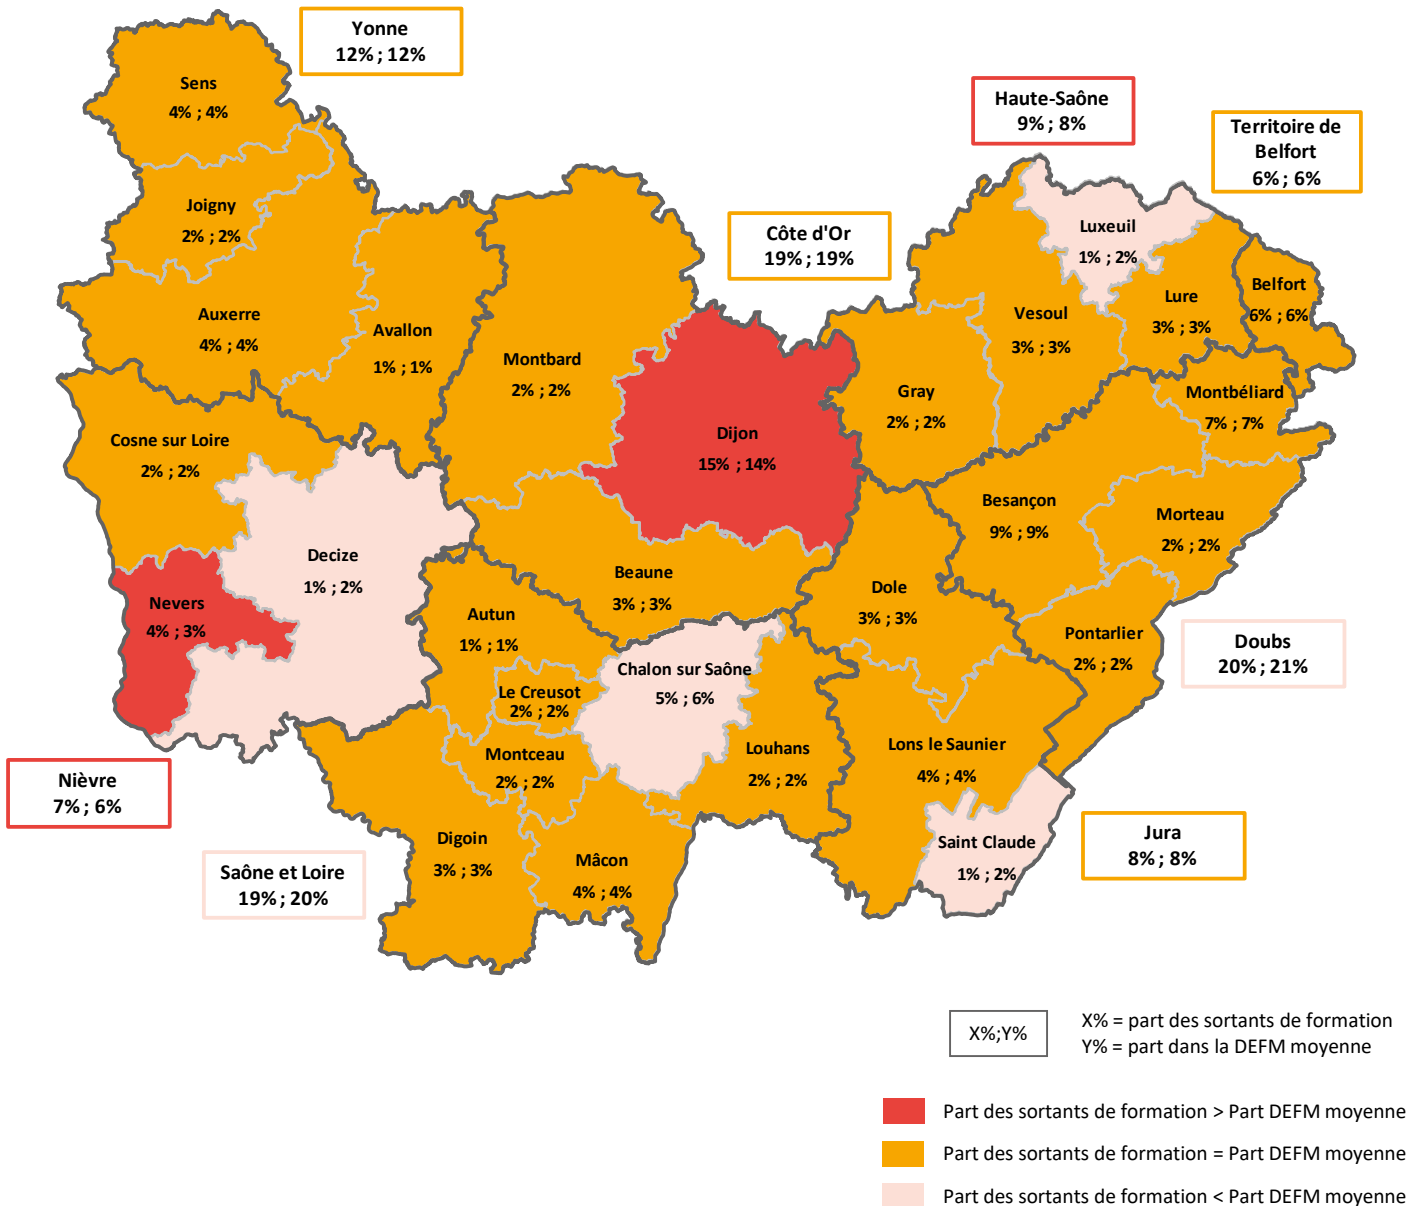 Yonne
12% ; 12%
Sens
4% ; 4%
Haute-Saône
9% ; 8%
Territoire de
Belfort
6% ; 6%
Joigny
2% ; 2%
Côte d'Or
19% ; 19%
Luxeuil
1% ; 2%
Belfort
6% ; 6%
Lure
3% ; 3%
Auxerre
4% ; 4%
Vesoul
3% ; 3%
Avallon
1% ; 1%
Montbard
2% ; 2%
Gray
2% ; 2%
Montbéliard
7% ; 7%
Dijon
15% ; 14%
Cosne sur Loire
2% ; 2%
Besançon
9% ; 9%
Morteau
2% ; 2%
Decize
1% ; 2%
Beaune
3% ; 3%
Dole
3% ; 3%
Nevers
4% ; 3%
Autun
1% ; 1%
Pontarlier
2% ; 2%
Doubs
20% ; 21%
Chalon sur Saône
5% ; 6%
Le Creusot
2% ; 2%
Louhans
2% ; 2%
Lons le Saunier
4% ; 4%
Montceau
2% ; 2%
Nièvre
7% ; 6%
Digoin
3% ; 3%
Mâcon
4% ; 4%
Saint Claude
1% ; 2%
Jura
8% ; 8%
Saône et Loire
19% ; 20%
X%;Y%
X% = part des sortants de formation
Y% = part dans la DEFM moyenne
Part des sortants de formation > Part DEFM moyenne
Part des sortants de formation = Part DEFM moyenne
Part des sortants de formation < Part DEFM moyenne